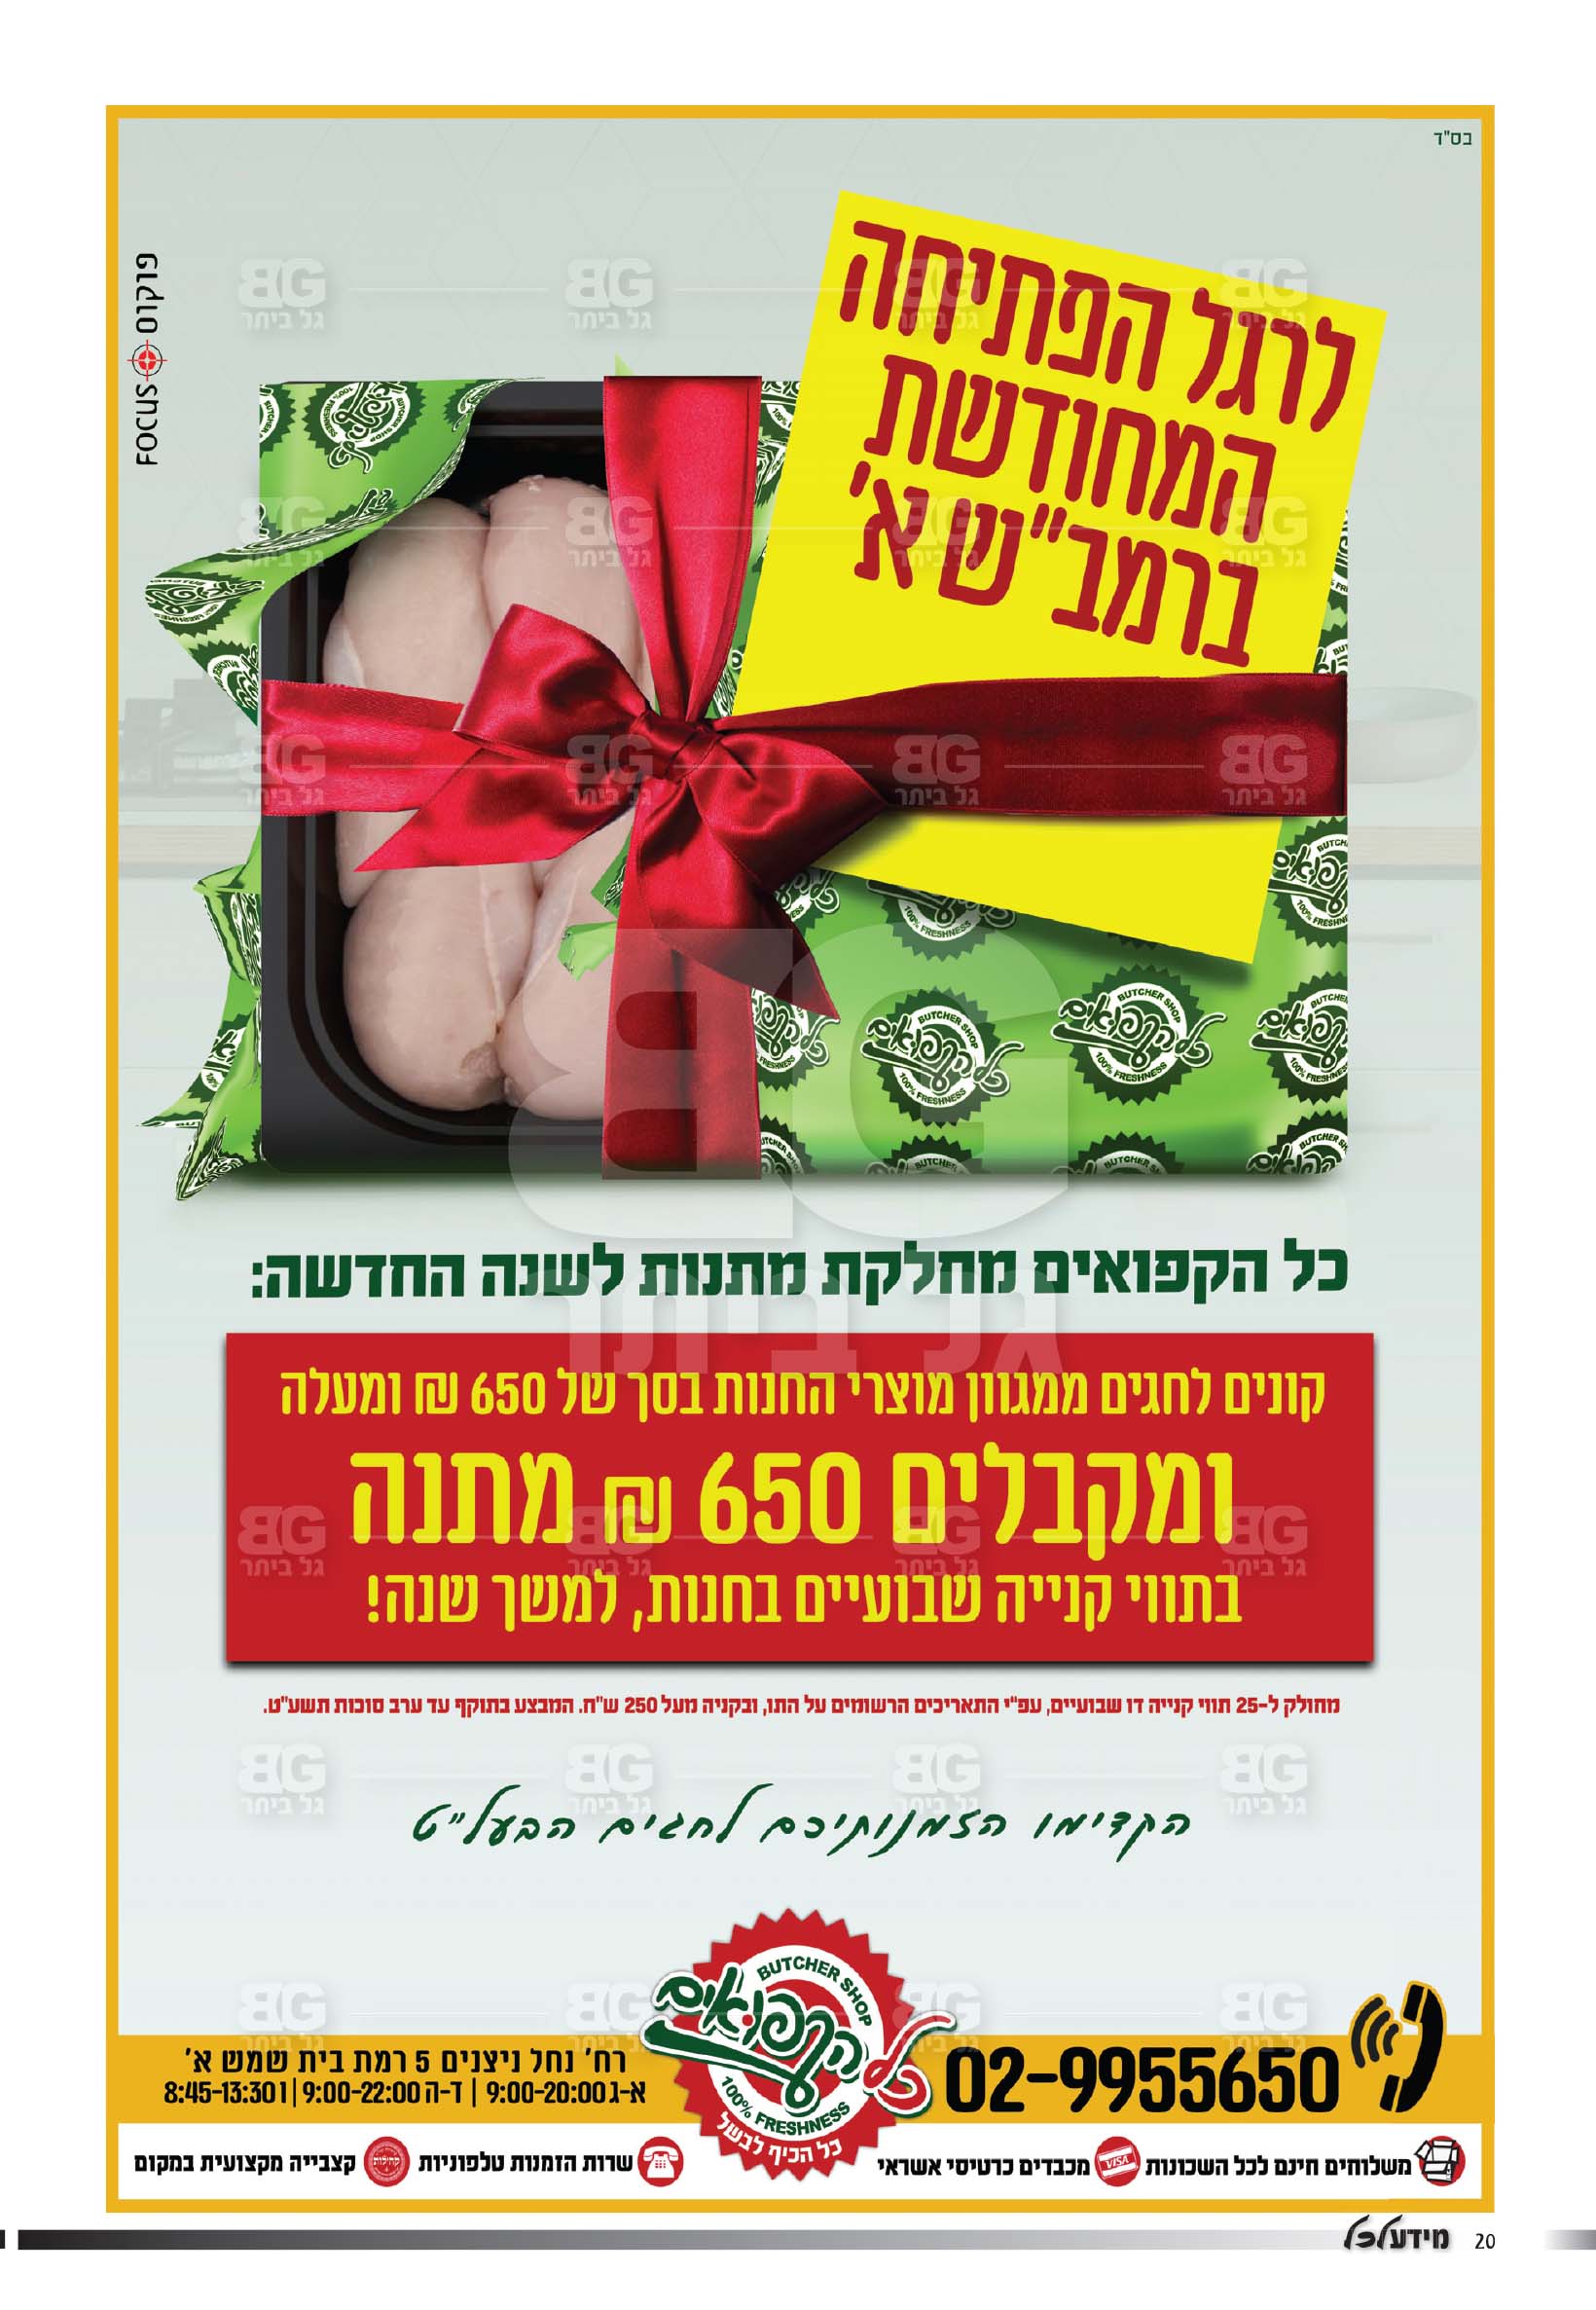 בס"ד
פוקוס FOCUS
לרגל הפתיחה
המחודשת
ברמב"ש א'
כל הקפואים מחלקת מתנות לשנה החדשה:
קונים לחגים ממגוון מוצרי החנות בסך של 650 ₪ ומעלה
ומקבלים 650 ₪ מתנה
בתווי קנייה שבועיים בחנות, למשך שנה!
מחולק ל-25 תווי קנייה דו שבועיים, עפ"י התאריכים הרשומים על התו, ובקניה מעל 250 ש"ח. המבצע בתוקף עד ערב סוכות תשע"ט.
הקדימו הזמנותיכם לחגים הבעל"ט
BUTCHER SHOP
כל הקפואים
100% FRESHNESS
כל הכיף לבשל
02-9955650
רח' נחל ניצנים 5 רמת בית שמש א'
א-ג 9:00-20:00 | ד-ה 9:00-22:00 | ו 8:45-13:30
משלוחים חינם לכל השכונות
VISA
מכבדים כרטיסי אשראי
שרות הזמנות טלפוניות
קצבייה מקצועית במקום
20 מידע לכל
BG
גל ביתר